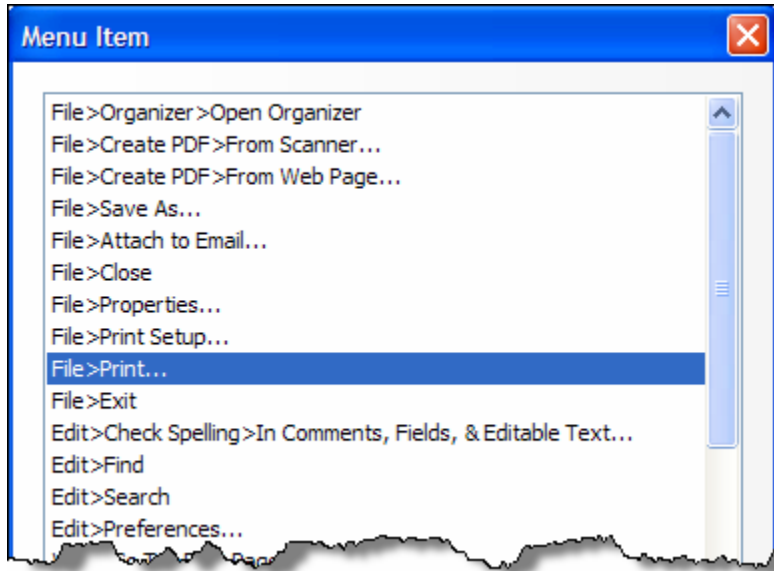 Menu Item
File>Organizer>Open Organizer
File>Create PDF>From Scanner...
File>Create PDF>From Web Page...
File>Save As...
File>Attach to Email...
File>Close
File>Properties...
File>Print Setup...
File>Print...
File>Exit
Edit>Check Spelling>In Comments, Fields, & Editable Text...
Edit>Find
Edit>Search
Edit>Preferences...